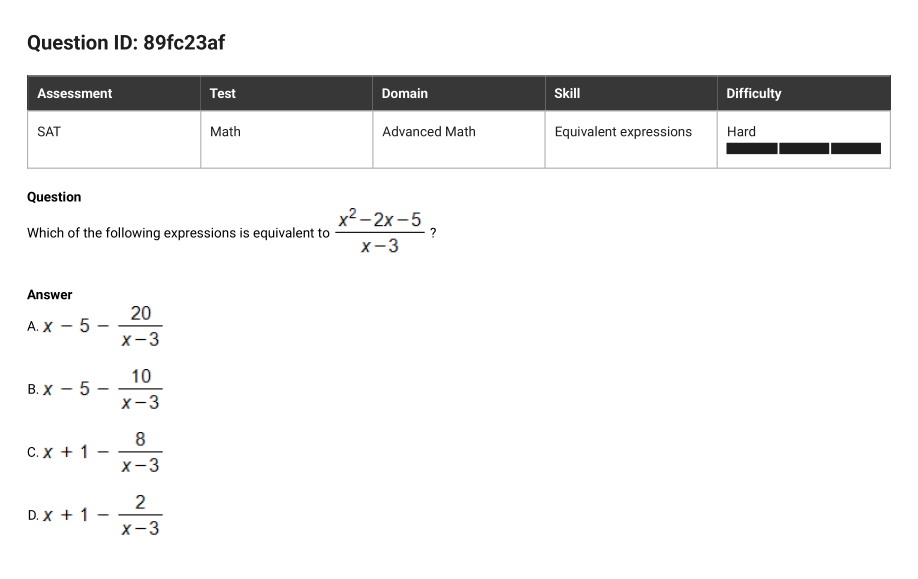 Question ID: 89fc23af
Assessment Test Domain Skill Difficulty
SAT Math Advanced Math Equivalent expressions Hard
Question
Which of the following expressions is equivalent to (x²−2x−5)/(x−3) ?
Answer
A. x − 5 − 20/(x−3)
B. x − 5 − 10/(x−3)
C. x + 1 − 8/(x−3)
D. x + 1 − 2/(x−3)